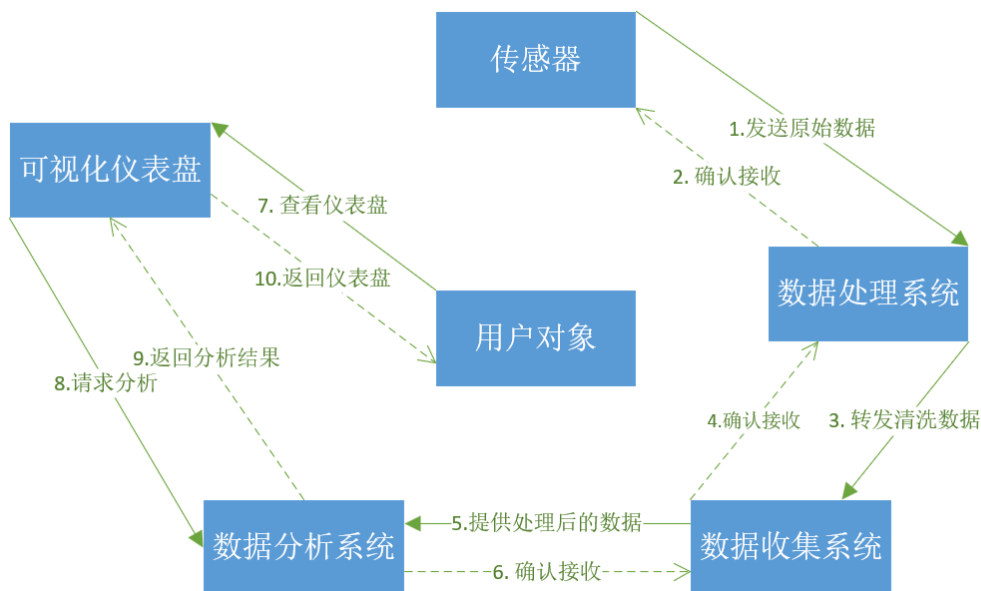 传感器
1.发送原始数据
可视化仪表盘
2. 确认接收
7. 查看仪表盘
10.返回仪表盘
数据处理系统
用户对象
9.返回分析结果
8.请求分析
4.确认接收
3. 转发清洗数据
5.提供处理后的数据
数据分析系统
数据收集系统
6. 确认接收